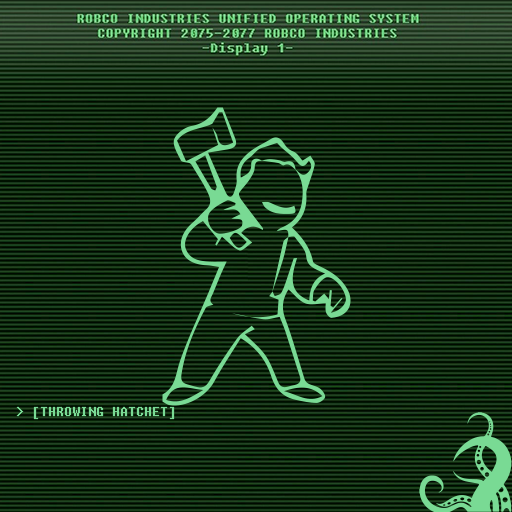 ROBCO INDUSTRIES UNIFIED OPERATING SYSTEM
COPYRIGHT 2075-2077 ROBCO INDUSTRIES
-Display 1-
> [THROWING HATCHET]